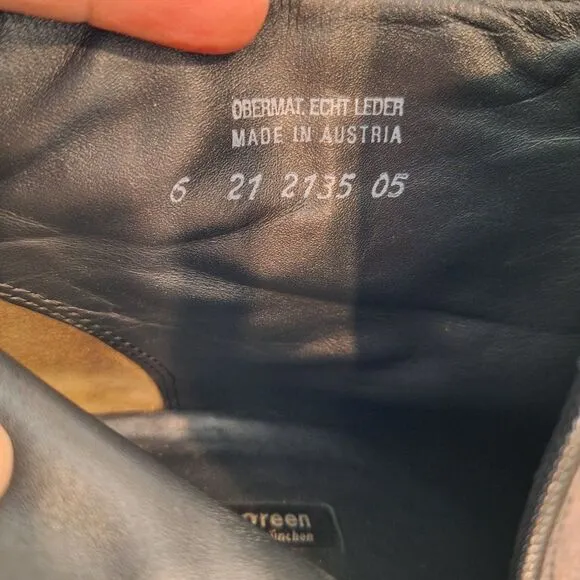 OBERMAT. ECHT LEDER
MADE IN AUSTRIA
6 21 2135 05
green